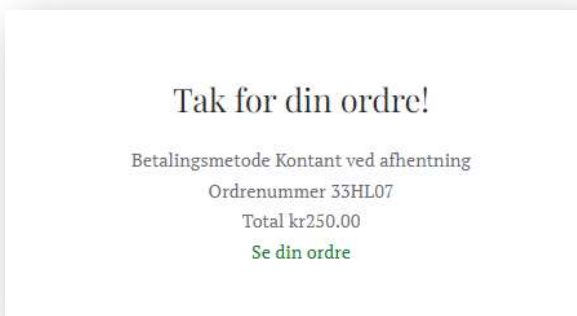 Tak for din ordre!
Betalingsmetode Kontant ved afhentning
Ordrenummer 33HL07
Total kr250.00
Se din ordre